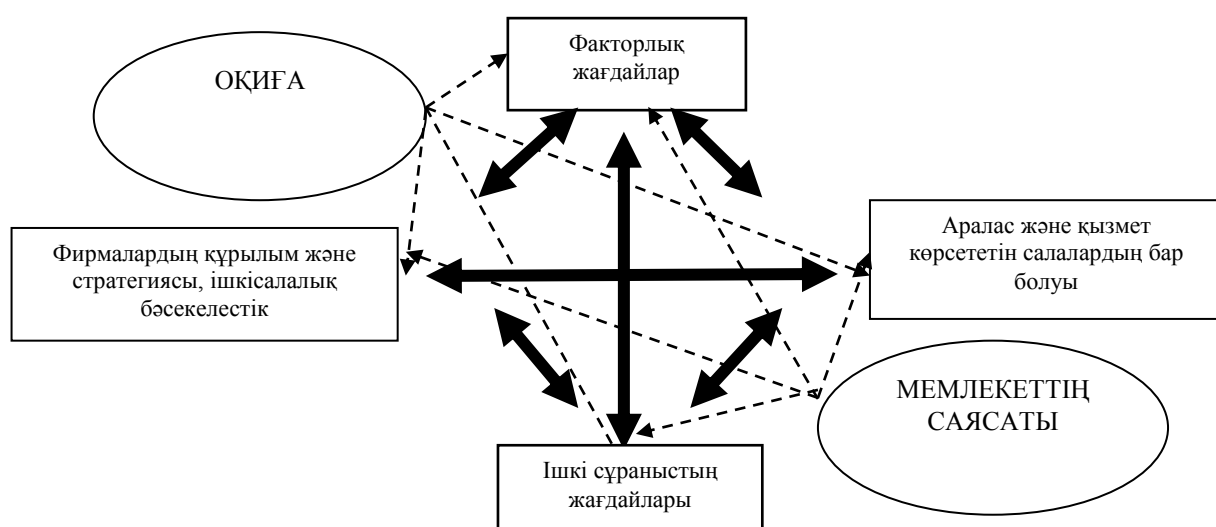 ОҚИҒА
Факторлық
жағдайлар
Фирмалардың құрылым және
стратегиясы, ішкісалалық
бәсекелестік
Аралас және қызмет
көрсететін салалардың бар
болуы
МЕМЛЕКЕТТІҢ
САЯСАТЫ
Ішкі сұраныстың
жағдайлары